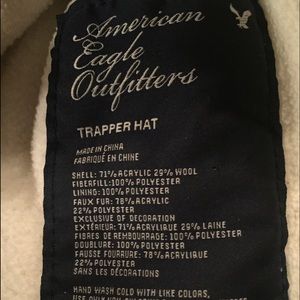 American
Eagle
Outfitters
TRAPPER HAT
MADE IN CHINA
FABRIQUÉ EN CHINE
SHELL: 71% ACRYLIC 29% WOOL
FIBERFILL: 100% POLYESTER
LINING: 100% POLYESTER
FAUX FUR: 78% ACRYLIC
22% POLYESTER
EXCLUSIVE OF DECORATION
EXTÉRIEUR: 71% ACRYLIQUE 29% LAINE
FIBRES DE REMBOURRAGE: 100% POLYESTER
DOUBLURE: 100% POLYESTER
FAUSSE FOURRURE: 78% ACRYLIQUE
22% POLYESTER
SANS LES DÉCORATIONS
HAND WASH COLD WITH LIKE COLORS,